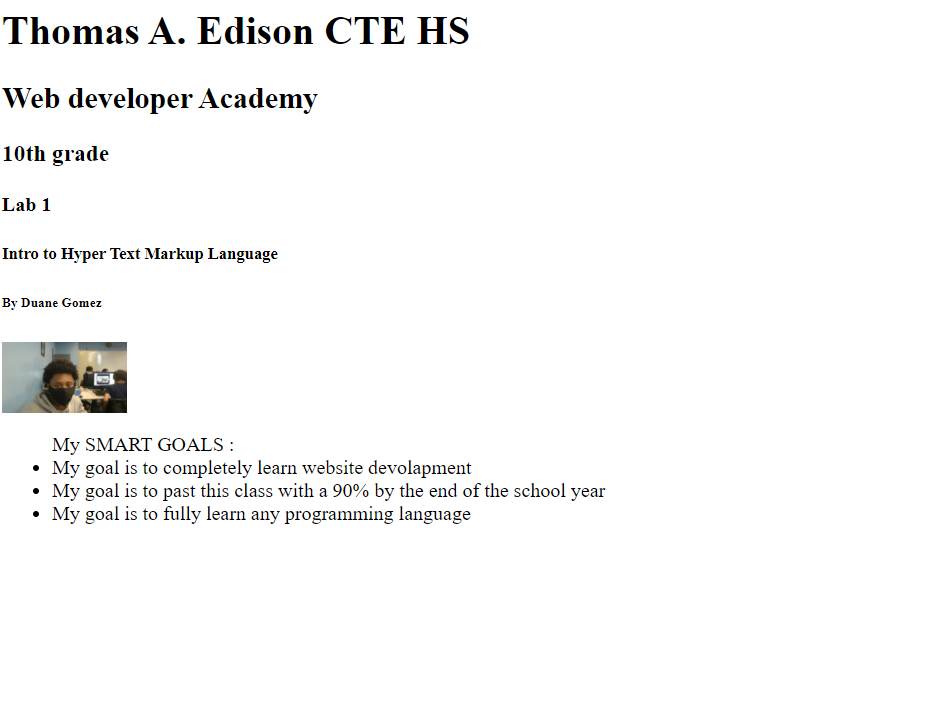 Thomas A. Edison CTE HS
Web developer Academy
10th grade
Lab 1
Intro to Hyper Text Markup Language
By Duane Gomez
My SMART GOALS :
My goal is to completely learn website devolapment
My goal is to past this class with a 90% by the end of the school year
My goal is to fully learn any programming language